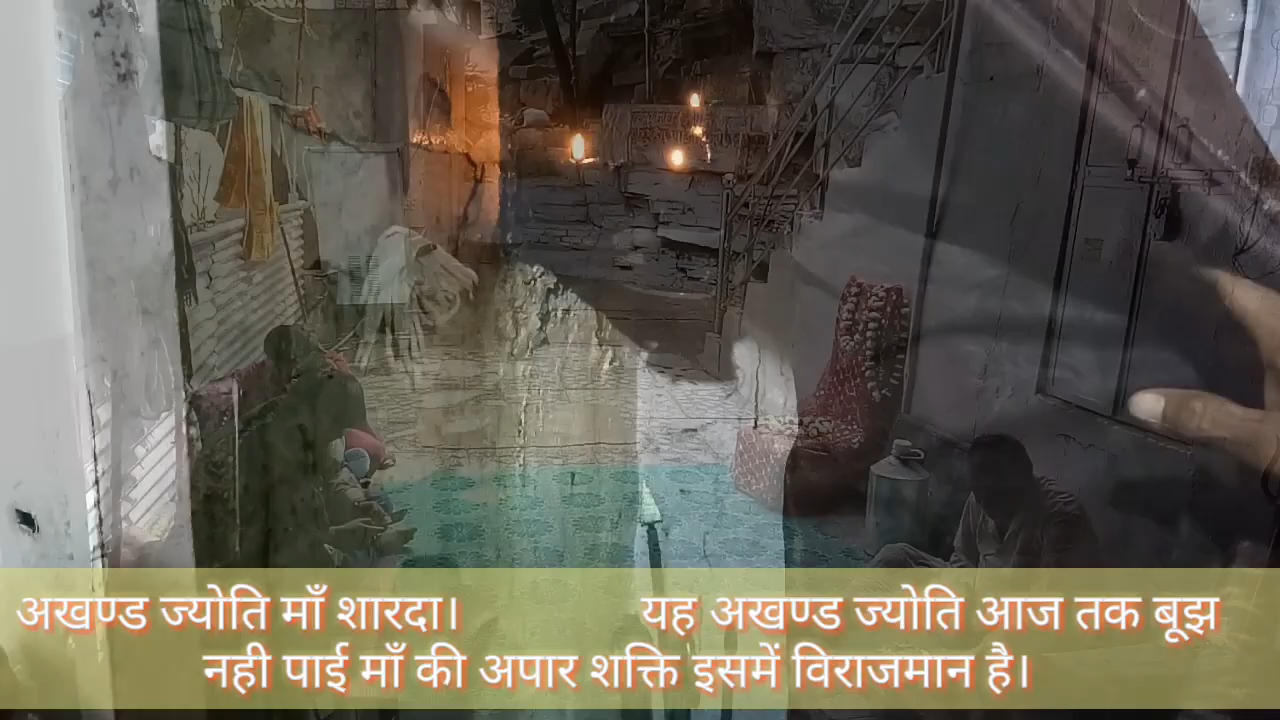 अखण्ड ज्योति माँ शारदा। यह अखण्ड ज्योति आज तक बूझ
नही पाई माँ की अपार शक्ति इसमें विराजमान है।